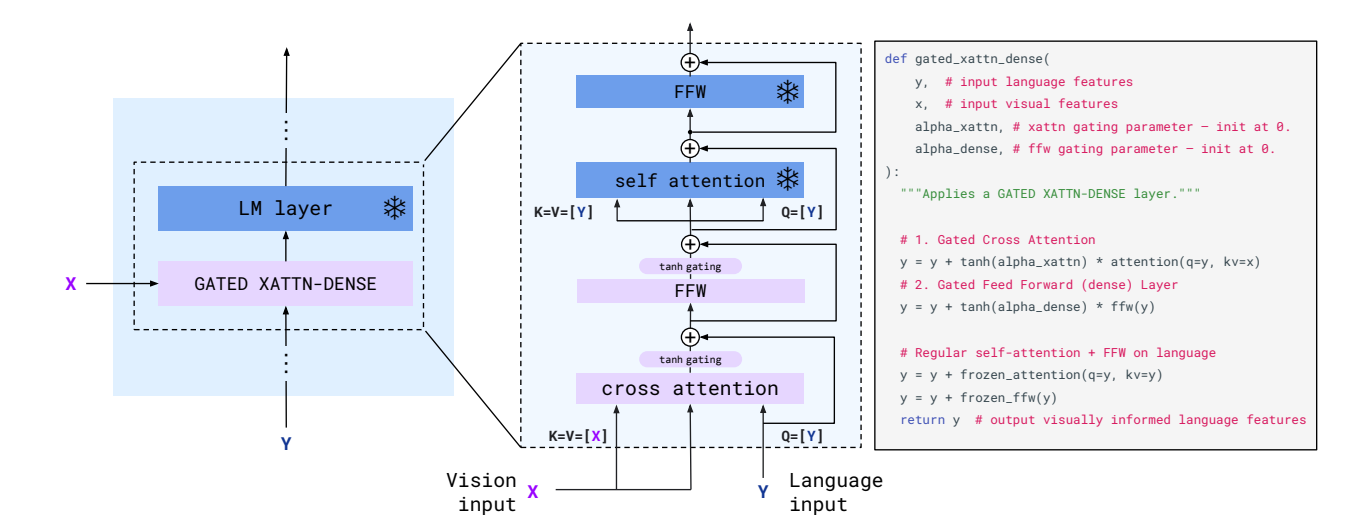 LM layer
X
GATED XATTN-DENSE
Y
FFW
self attention
K=V=[Y]
Q=[Y]
tanh gating
FFW
tanh gating
cross attention
K=V=[X]
Q=[Y]
Vision
input
X
Y
Language
input
def gated_xattn_dense(
    y,  # input language features
    x,  # input visual features
    alpha_xattn, # xattn gating parameter – init at 0.
    alpha_dense, # ffw gating parameter – init at 0.
):
  """Applies a GATED XATTN-DENSE layer."""
  # 1. Gated Cross Attention
  y = y + tanh(alpha_xattn) * attention(q=y, kv=x)
  # 2. Gated Feed Forward (dense) Layer
  y = y + tanh(alpha_dense) * ffw(y)
  # Regular self-attention + FFW on language
  y = y + frozen_attention(q=y, kv=y)
  y = y + frozen_ffw(y)
  return y  # output visually informed language features